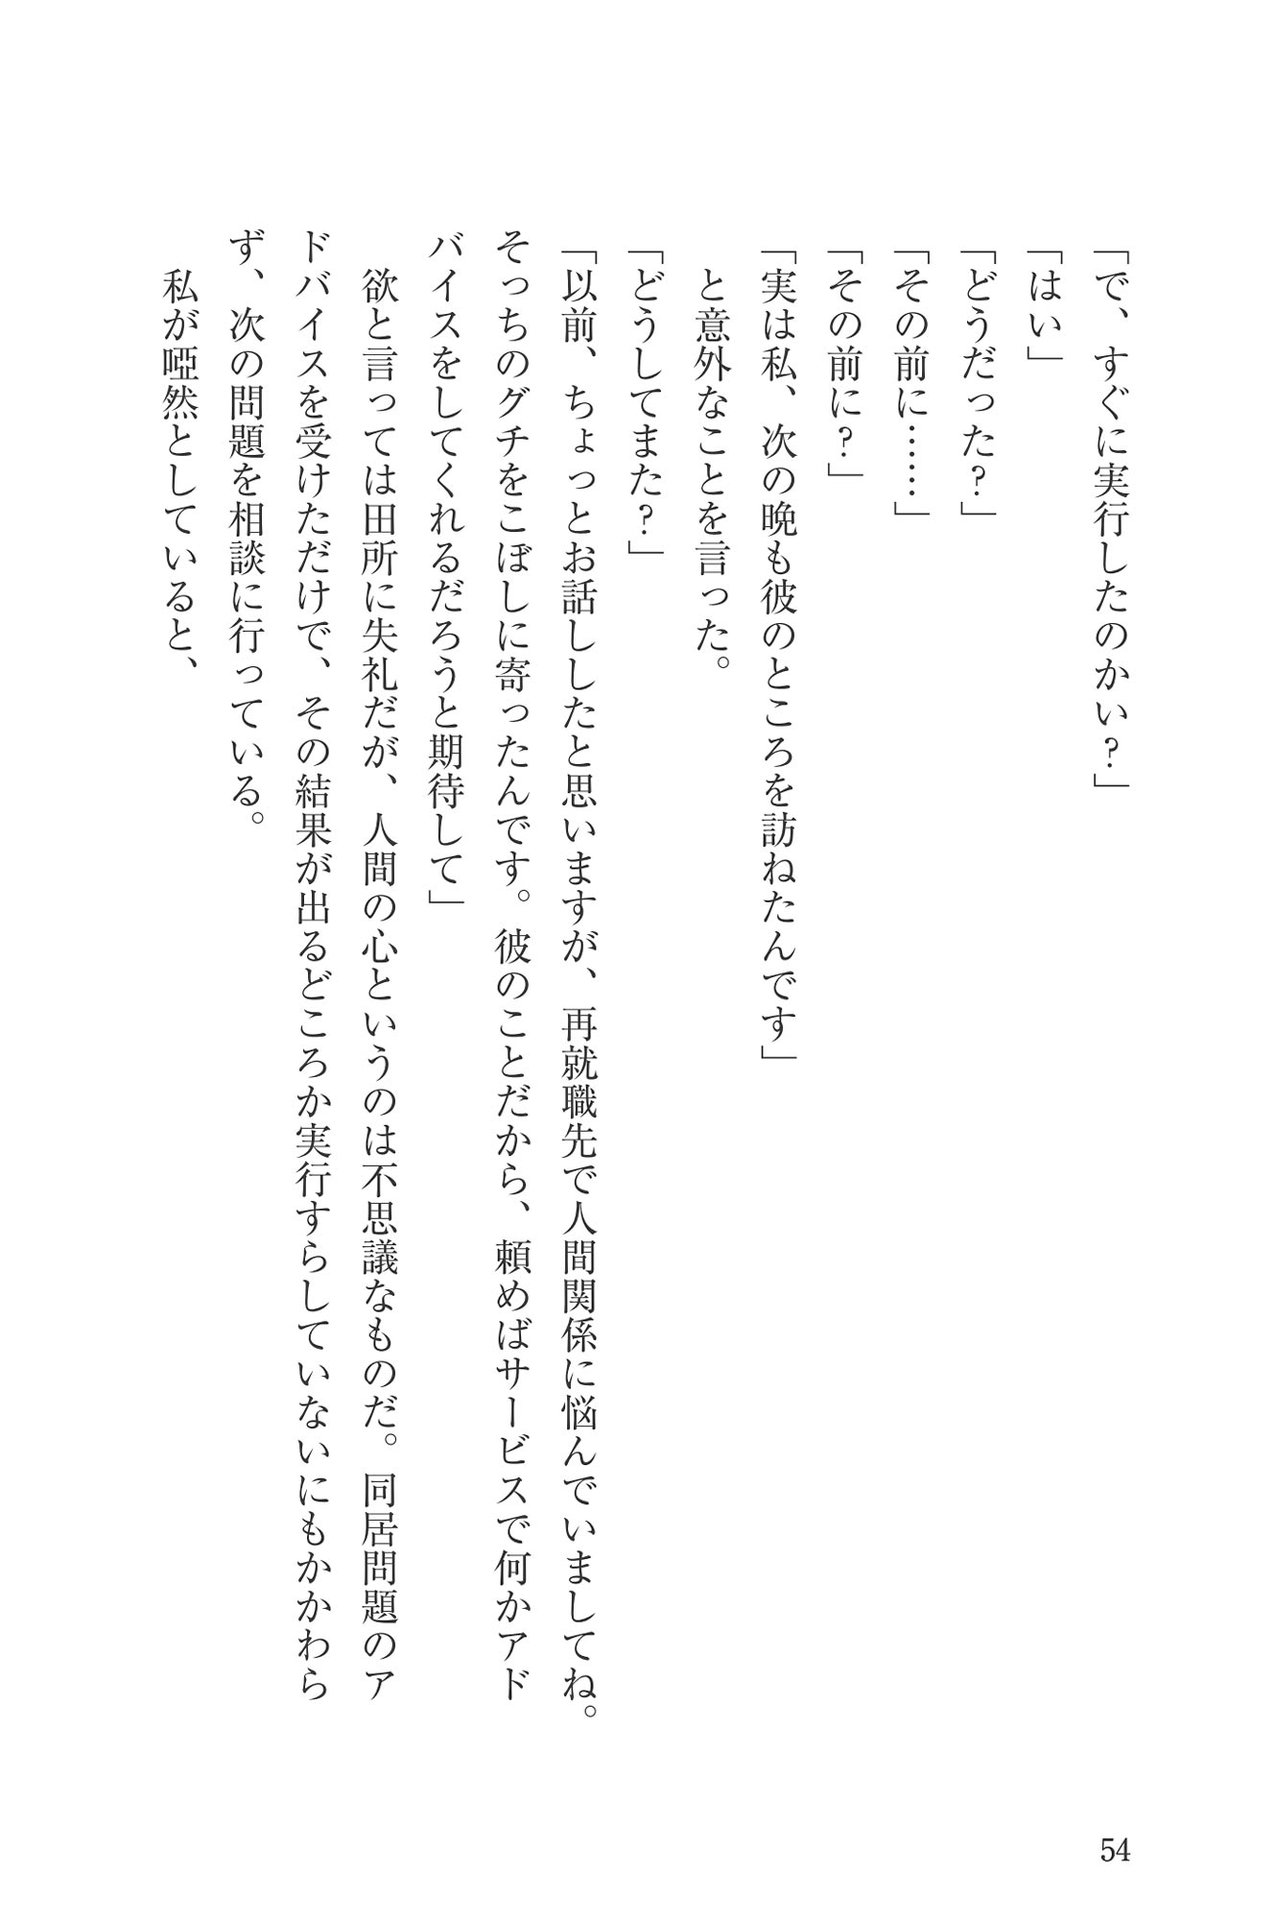 「で、すぐに実行したのかい？」
「はい」
「どうだった？」
「その前に……」
「その前に？」
「実は私、次の晩も彼のところを訪ねたんです」
と意外なことを言った。
「どうしてまた？」
「以前、ちょっとお話ししたと思いますが、再就職先で人間関係に悩んでいましてね。
そっちのグチをこぼしに寄ったんです。彼のことだから、頼めばサービスで何かアド
バイスをしてくれるだろうと期待して」
欲と言っては田所に失礼だが、人間の心というのは不思議なものだ。同居問題のア
ドバイスを受けただけで、その結果が出るどころか実行すらしていないにもかかわら
ず、次の問題を相談に行っている。
私が啞然としていると、
54